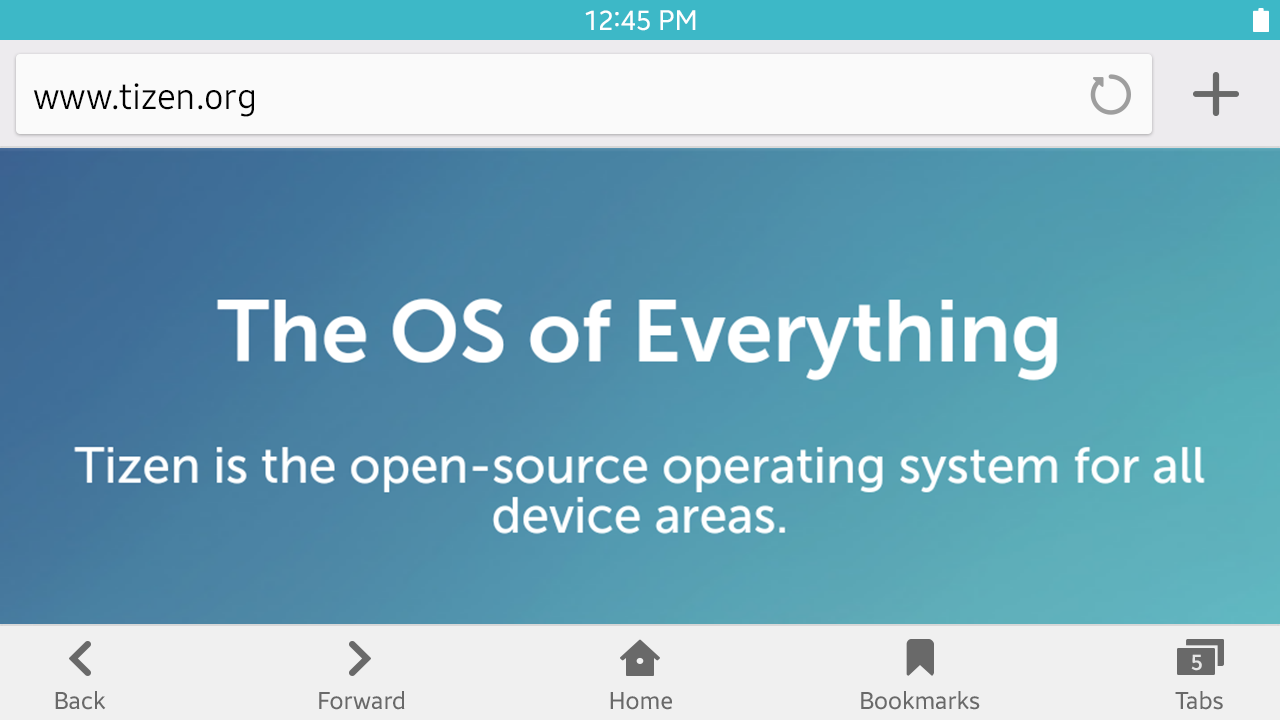 12:45 PM
www.tizen.org
The OS of Everything
Tizen is the open-source operating system for all
device areas.
5
Back Forward Home Bookmarks Tabs